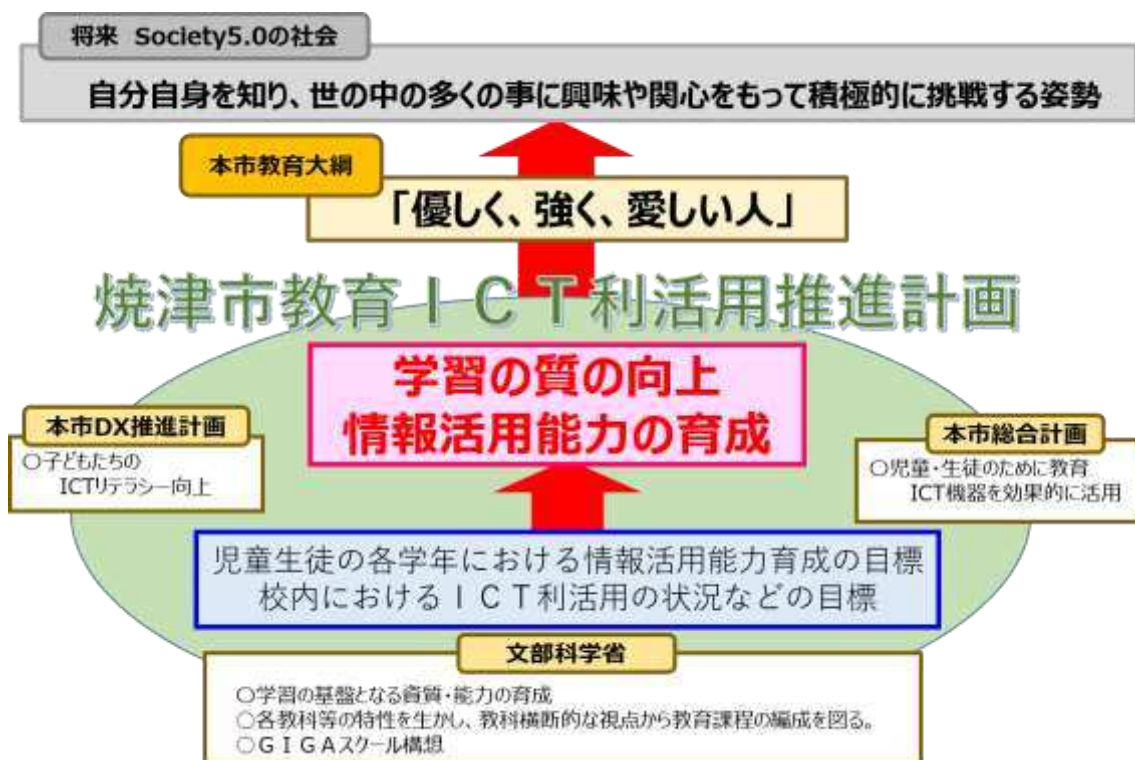 将来 Society5.0の社会
自分自身を知り、世の中の多くの事に興味や関心をもって積極的に挑戦する姿勢
本市教育大綱
「優しく、強く、愛しい人」
焼津市教育ＩＣＴ利活用推進計画
学習の質の向上
情報活用能力の育成
本市DX推進計画
○子どもたちの
ICTリテラシー向上
本市総合計画
○児童・生徒のために教育
ICT機器を効果的に活用
児童生徒の各学年における情報活用能力育成の目標
校内におけるＩＣＴ利活用の状況などの目標
文部科学省
○学習の基盤となる資質・能力の育成
○各教科等の特性を生かし、教科横断的な視点から教育課程の編成を図る。
○ＧＩＧＡスクール構想